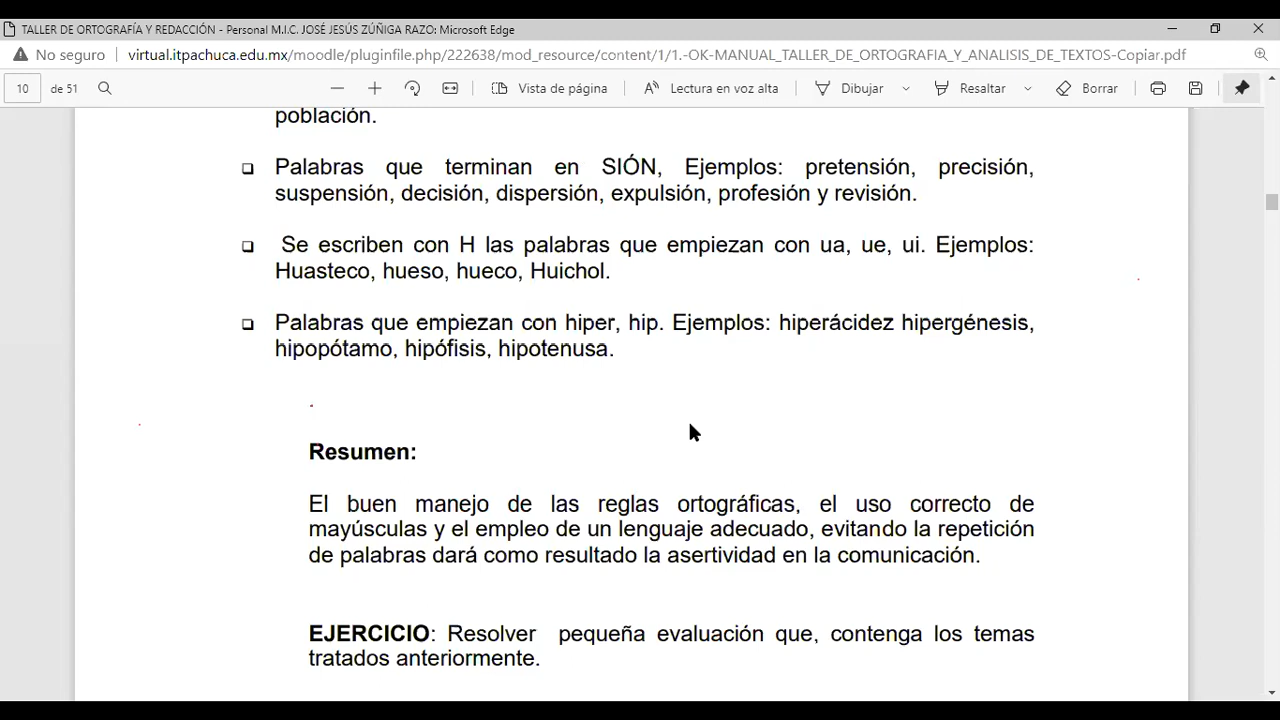 TALLER DE ORTOGRAFÍA Y REDACCIÓN - Personal M.I.C. JOSÉ JESÚS ZÚÑIGA RAZO: Microsoft Edge
No seguro virtual.itpachuca.edu.mx/moodle/pluginfile.php/222638/mod_resource/content/1/1.-OK-MANUAL_TALLER_DE_ORTOGRAFIA_Y_ANALISIS_DE_TEXTOS-Copiar.pdf
10 de 51 Vista de página Lectura en voz alta Dibujar Resaltar Borrar
población.
Palabras que terminan en SIÓN, Ejemplos: pretensión, precisión,
suspensión, decisión, dispersión, expulsión, profesión y revisión.
Se escriben con H las palabras que empiezan con ua, ue, ui. Ejemplos:
Huasteco, hueso, hueco, Huichol.
Palabras que empiezan con hiper, hip. Ejemplos: hiperácidez hipergénesis,
hipopótamo, hipófisis, hipotenusa.
Resumen:
El buen manejo de las reglas ortográficas, el uso correcto de
mayúsculas y el empleo de un lenguaje adecuado, evitando la repetición
de palabras dará como resultado la asertividad en la comunicación.
EJERCICIO: Resolver pequeña evaluación que, contenga los temas
tratados anteriormente.